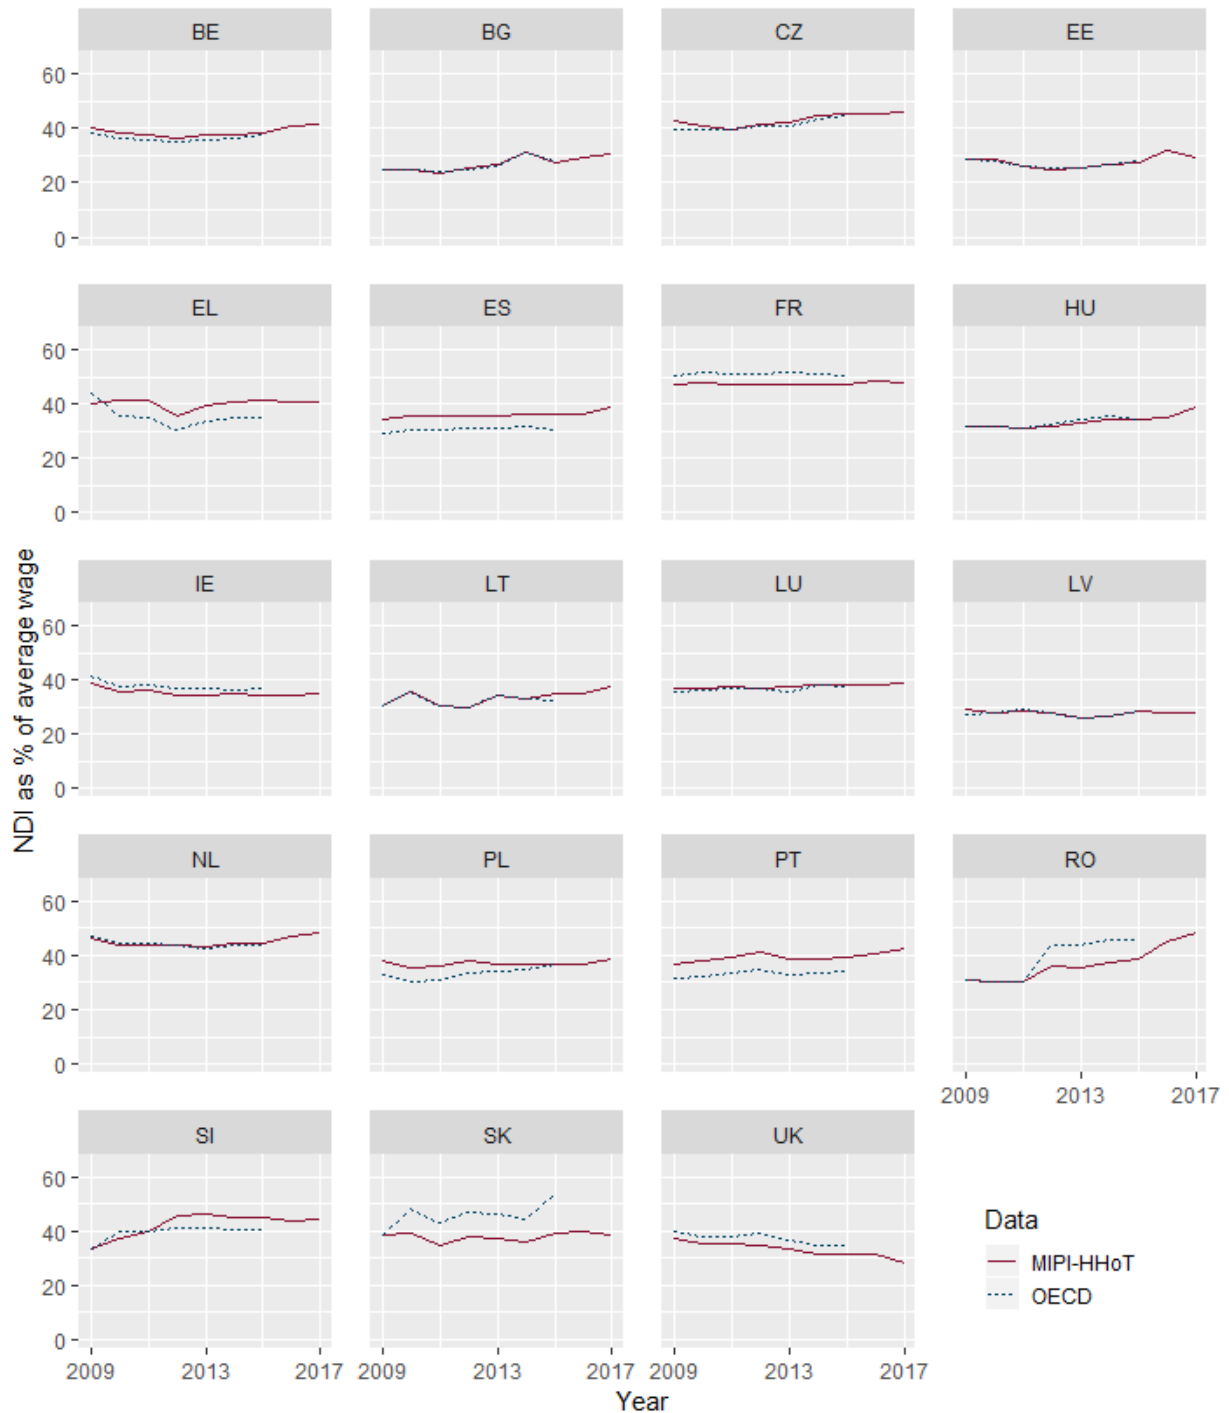 BE BG CZ EE
60
40
20
0
EL ES FR HU
60
40
20
0
IE LT LU LV
60
40
20
0
NDI as % of average wage
NL PL PT RO
60
40
20
0
2009 2013 2017
SI SK UK
60
40
20
0
2009 2013 2017 2009 2013 2017 2009 2013 2017
Year
Data
MIPI-HHoT
OECD